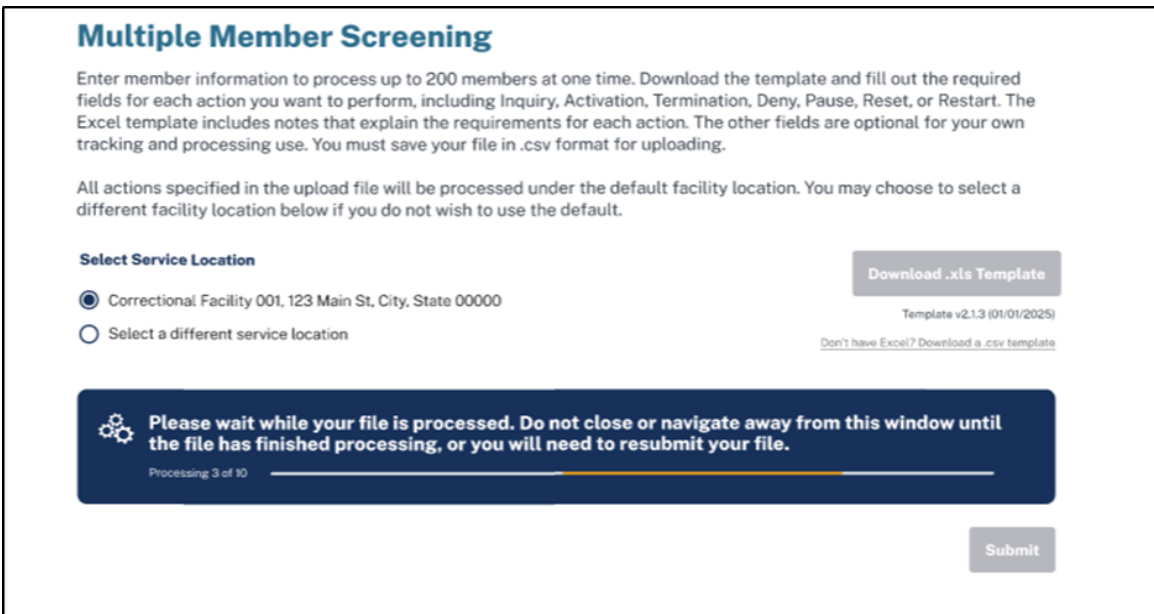 Multiple Member Screening
Enter member information to process up to 200 members at one time. Download the template and fill out the required
fields for each action you want to perform, including Inquiry, Activation, Termination, Deny, Pause, Reset, or Restart. The
Excel template includes notes that explain the requirements for each action. The other fields are optional for your own
tracking and processing use. You must save your file in .csv format for uploading.
All actions specified in the upload file will be processed under the default facility location. You may choose to select a
different facility location below if you do not wish to use the default.
Select Service Location
Correctional Facility 001, 123 Main St, City, State 00000
Select a different service location
Download .xls Template
Template v2.1.3 (01/01/2025)
Don't have Excel? Download a .csv template
Please wait while your file is processed. Do not close or navigate away from this window until
the file has finished processing, or you will need to resubmit your file.
Processing 3 of 10
Submit